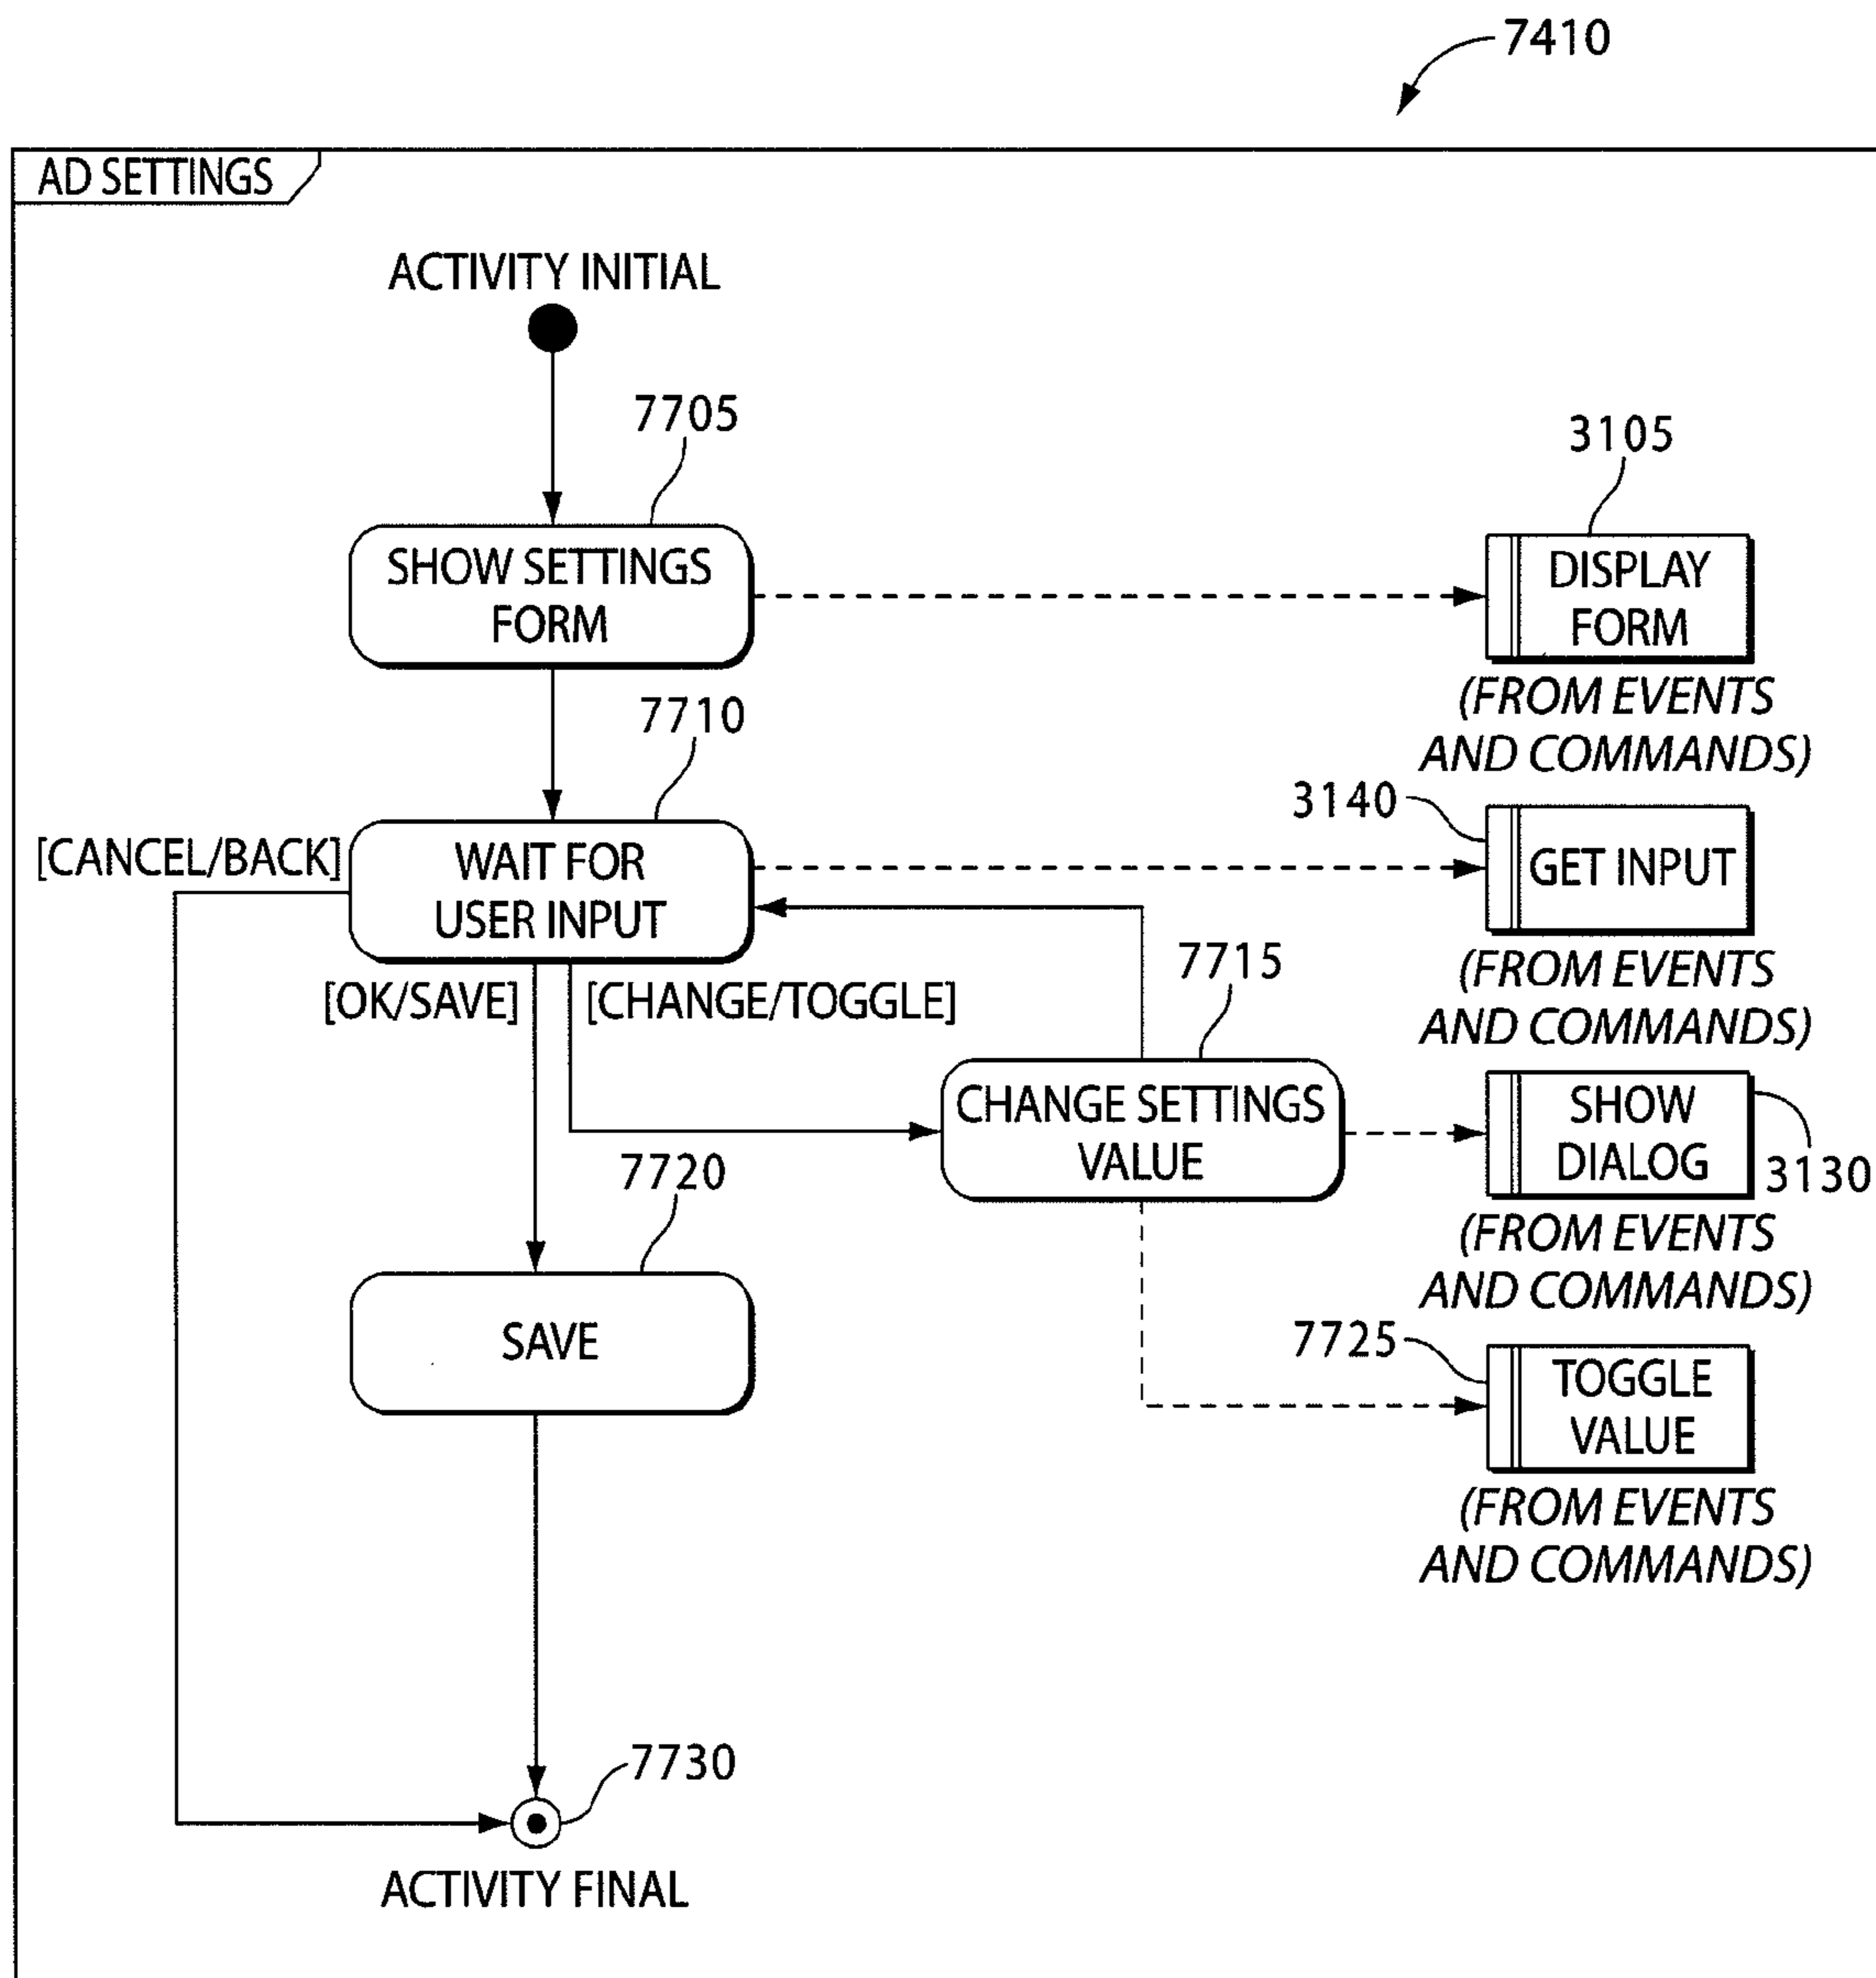 7410
AD SETTINGS
ACTIVITY INITIAL
7705
SHOW SETTINGS
FORM
3105
DISPLAY
FORM
(FROM EVENTS
AND COMMANDS)
7710
[CANCEL/BACK]
WAIT FOR
USER INPUT
3140
GET INPUT
(FROM EVENTS
AND COMMANDS)
[OK/SAVE]
[CHANGE/TOGGLE]
7715
CHANGE SETTINGS
VALUE
SHOW
DIALOG
3130
(FROM EVENTS
AND COMMANDS)
7720
SAVE
7725
TOGGLE
VALUE
(FROM EVENTS
AND COMMANDS)
7730
ACTIVITY FINAL